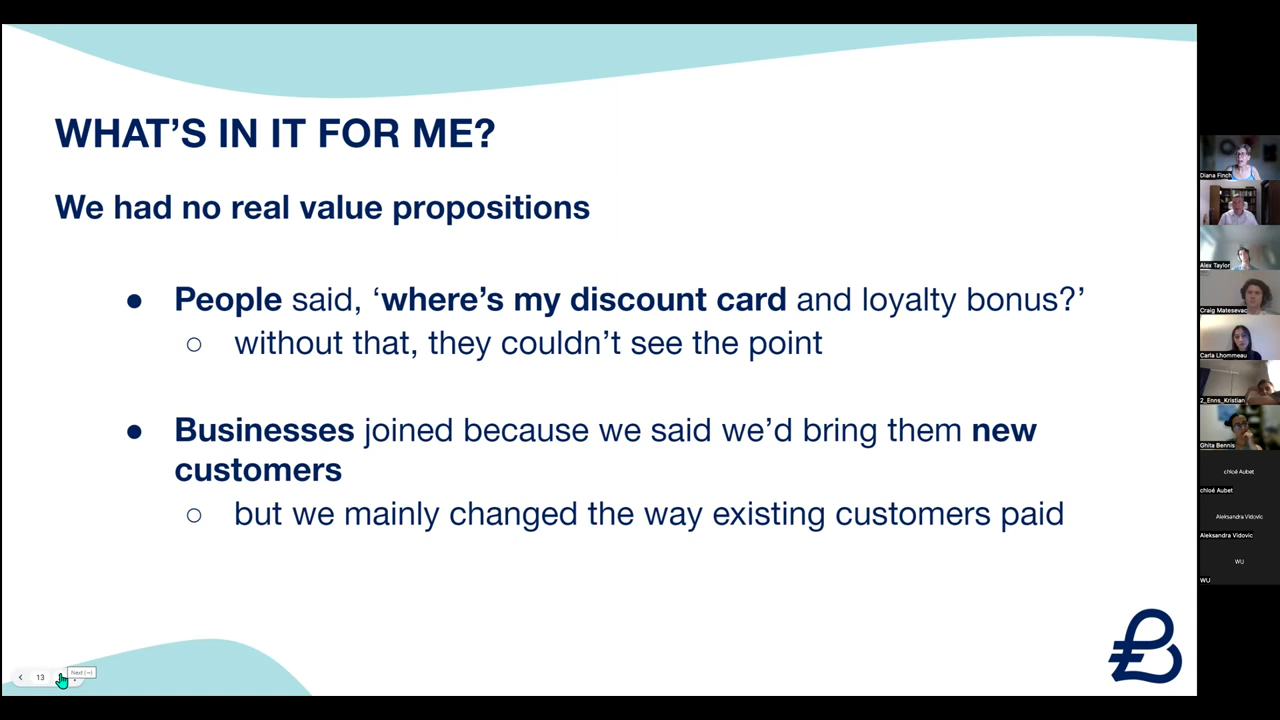 WHAT’S IN IT FOR ME?
We had no real value propositions
● People said, ‘where’s my discount card and loyalty bonus?’
○ without that, they couldn’t see the point
● Businesses joined because we said we’d bring them new
customers
○ but we mainly changed the way existing customers paid
13
Next (→)
Diana Finch
Alex Taylor
Craig Matesevac
Carla Lhommeau
2_Enns_Kristian
Ghita Bennis
chloé Aubet
chloé Aubet
Aleksandra Vidovic
Aleksandra Vidovic
WU
WU